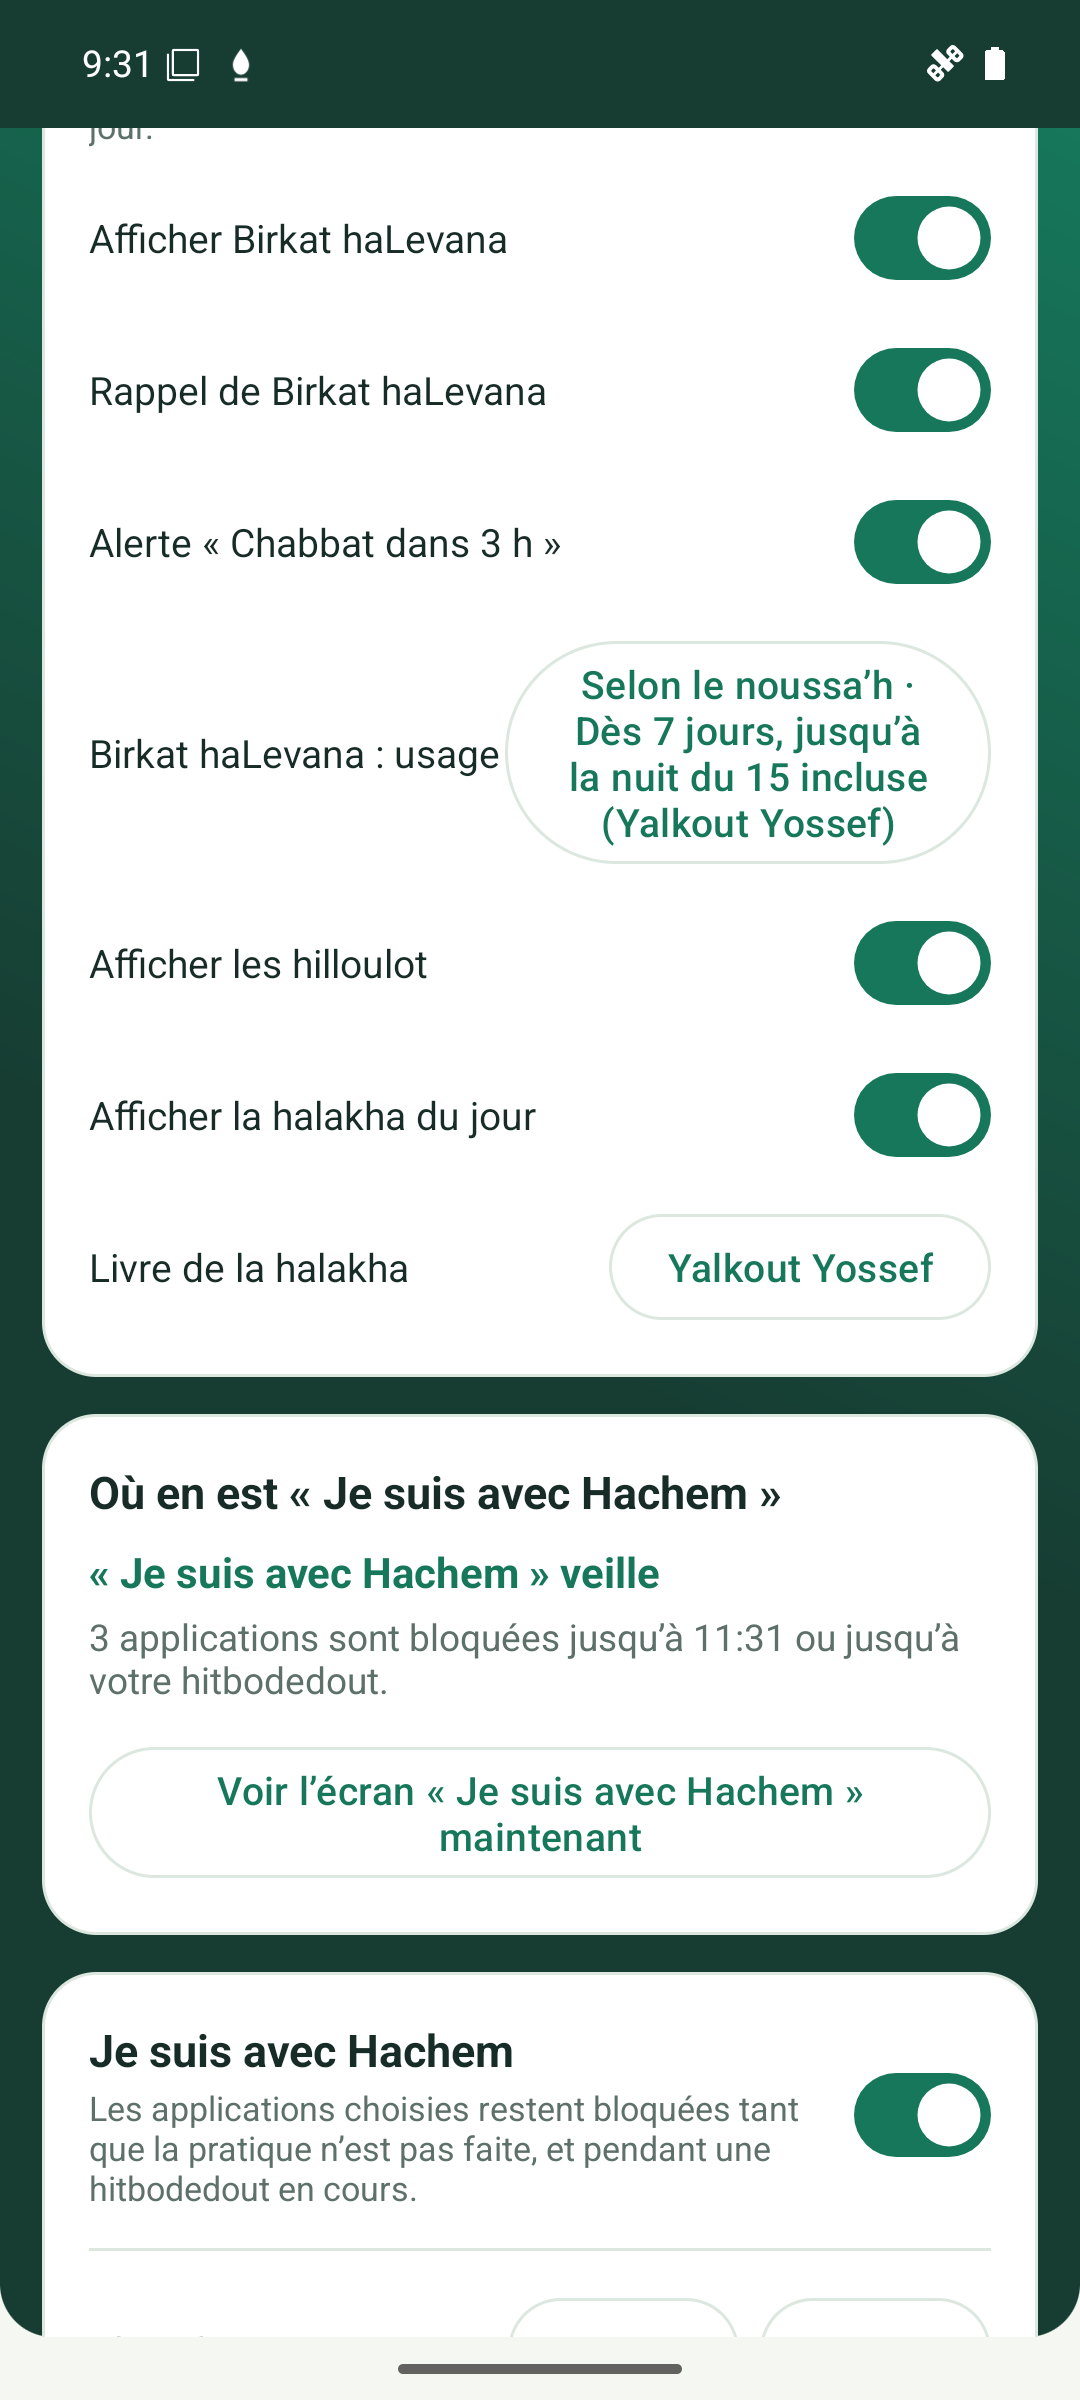 9:31
jour.
Afficher Birkat haLevana
Rappel de Birkat haLevana
Alerte « Chabbat dans 3 h »
Birkat haLevana : usage
Selon le noussa’h ·
Dès 7 jours, jusqu’à
la nuit du 15 incluse
(Yalkout Yossef)
Afficher les hilloulot
Afficher la halakha du jour
Livre de la halakha
Yalkout Yossef
Où en est « Je suis avec Hachem »
« Je suis avec Hachem » veille
3 applications sont bloquées jusqu’à 11:31 ou jusqu’à
votre hitbodedout.
Voir l’écran « Je suis avec Hachem »
maintenant
Je suis avec Hachem
Les applications choisies restent bloquées tant
que la pratique n’est pas faite, et pendant une
hitbodedout en cours.